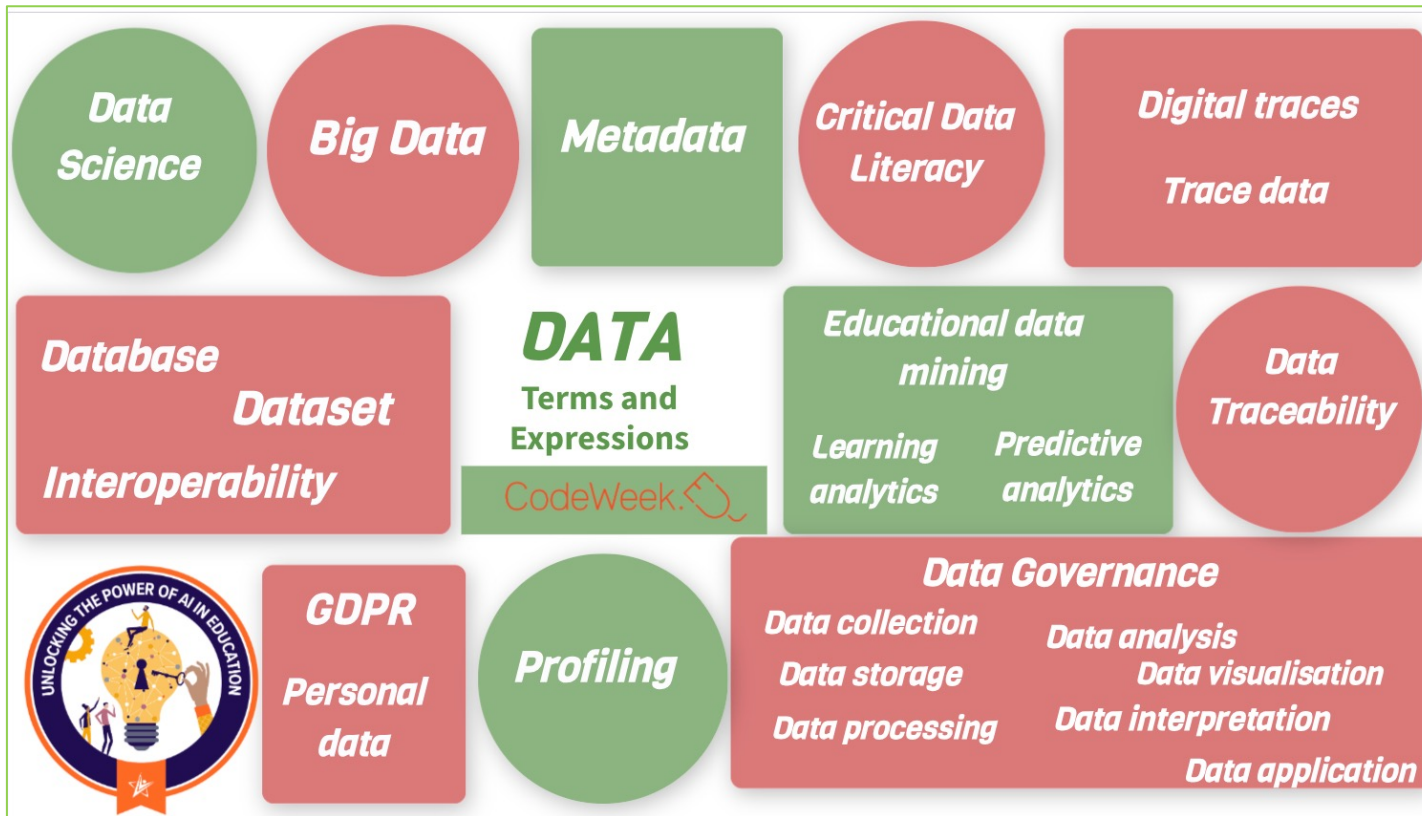 Data
Science
Big Data
Metadata
Critical Data
Literacy
Digital traces
Trace data
Database
Dataset
Interoperability
DATA
Terms and
Expressions
CodeWeek.
Educational data
mining
Learning
analytics
Predictive
analytics
Data
Traceability
UNLOCKING THE POWER OF AI IN EDUCATION
GDPR
Personal
data
Profiling
Data Governance
Data collection
Data analysis
Data storage
Data visualisation
Data processing
Data interpretation
Data application